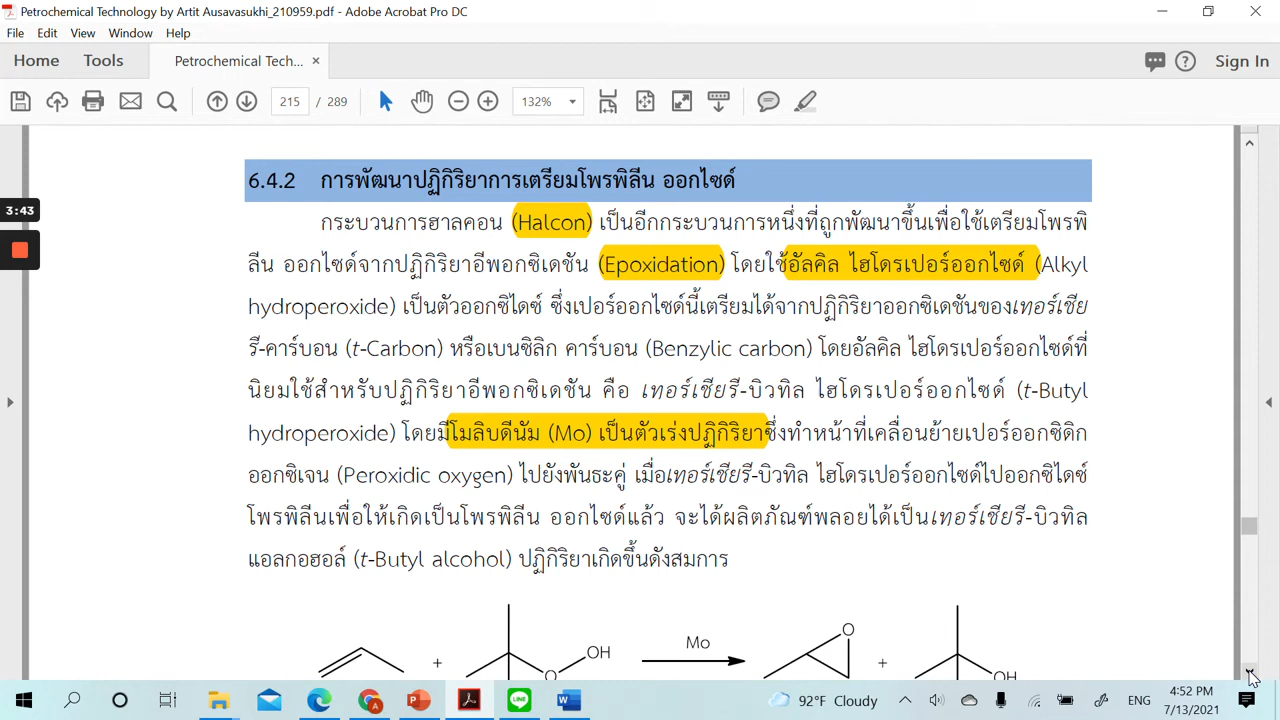 Petrochemical Technology by Artit Ausavasukhi_210959.pdf - Adobe Acrobat Pro DC
File Edit View Window Help
Home Tools Petrochemical Tech... × Sign In
215 / 289 132%
6.4.2 การพัฒนาปฏิกิริยาการเตรียมโพรพิลีน ออกไซด์
3:43
กระบวนการฮาลคอน (Halcon) เป็นอีกกระบวนการหนึ่งที่ถูกพัฒนาขึ้นเพื่อใช้เตรียมโพรพิ
ลีน ออกไซด์จากปฏิกิริยาอีพอกซิเดชัน (Epoxidation) โดยใช้อัลคิล ไฮโดรเปอร์ออกไซด์ (Alkyl
hydroperoxide) เป็นตัวออกซิไดซ์ ซึ่งเปอร์ออกไซด์นี้เตรียมได้จากปฏิกิริยาออกซิเดชันของเทอร์เชีย
รี-คาร์บอน (t-Carbon) หรือเบนซิลิก คาร์บอน (Benzylic carbon) โดยอัลคิล ไฮโดรเปอร์ออกไซด์ที่
นิยมใช้สำหรับปฏิกิริยาอีพอกซิเดชัน คือ เทอร์เชียรี-บิวทิล ไฮโดรเปอร์ออกไซด์ (t-Butyl
hydroperoxide) โดยมีโมลิบดีนัม (Mo) เป็นตัวเร่งปฏิกิริยาซึ่งทำหน้าที่เคลื่อนย้ายเปอร์ออกซิดิก
ออกซิเจน (Peroxidic oxygen) ไปยังพันธะคู่ เมื่อเทอร์เชียรี-บิวทิล ไฮโดรเปอร์ออกไซด์ไปออกซิไดซ์
โพรพิลีนเพื่อให้เกิดเป็นโพรพิลีน ออกไซด์แล้ว จะได้ผลิตภัณฑ์พลอยได้เป็นเทอร์เชียรี-บิวทิล
แอลกอฮอล์ (t-Butyl alcohol) ปฏิกิริยาเกิดขึ้นดังสมการ
+ O OH Mo O + OH
92°F Cloudy ENG 4:52 PM
7/13/2021